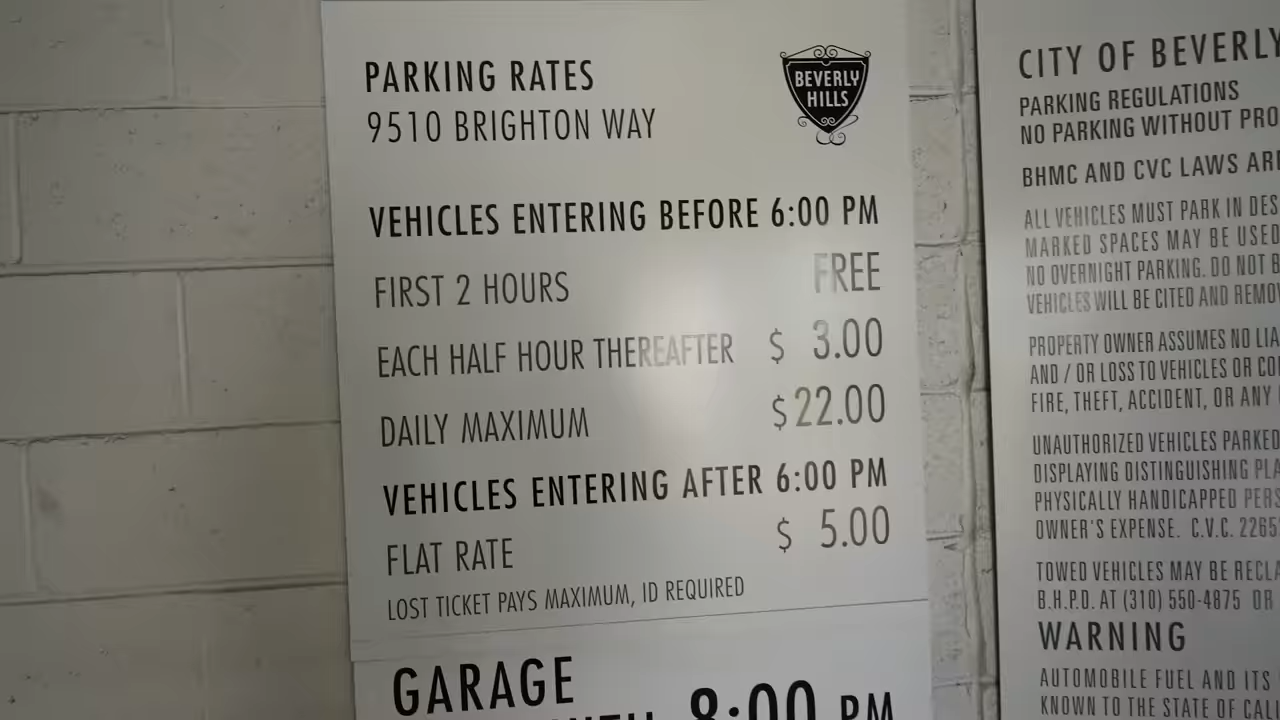 PARKING RATES
9510 BRIGHTON WAY
BEVERLY
HILLS
VEHICLES ENTERING BEFORE 6:00 PM
FIRST 2 HOURS FREE
EACH HALF HOUR THEREAFTER $ 3.00
DAILY MAXIMUM $22.00
VEHICLES ENTERING AFTER 6:00 PM
FLAT RATE $ 5.00
LOST TICKET PAYS MAXIMUM, ID REQUIRED
GARAGE
8:00 PM
CITY OF BEVERLY
PARKING REGULATIONS
NO PARKING WITHOUT
BHMC AND CVC LAWS
ALL VEHICLES MUST PARK IN
MARKED SPACES MAY BE USED
NO OVERNIGHT PARKING. DO NOT
VEHICLES WILL BE CITED AND
PROPERTY OWNER ASSUMES NO
AND / OR LOSS TO VEHICLES OR
FIRE, THEFT, ACCIDENT, OR ANY
UNAUTHORIZED VEHICLES PARKED
DISPLAYING DISTINGUISHING
PHYSICALLY HANDICAPPED
OWNER'S EXPENSE. C.V.C. 2265
TOWED VEHICLES MAY BE
B.H.P.D. AT (310) 550-4875 OR
WARNING
AUTOMOBILE FUEL AND ITS
KNOWN TO THE STATE OF